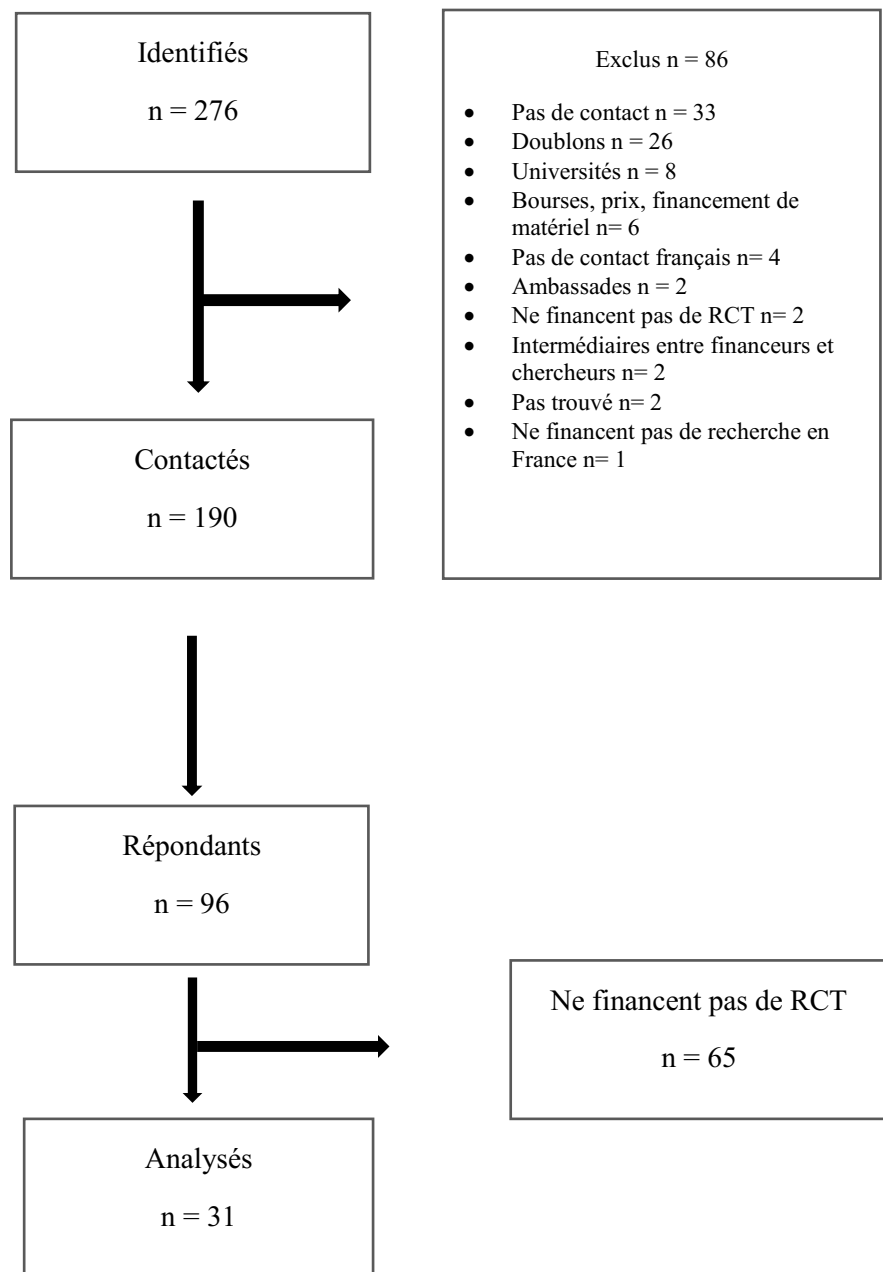 Identifiés
n = 276
Exclus n = 86
• Pas de contact n = 33
• Doublons n = 26
• Universités n = 8
• Bourses, prix, financement de
matériel n= 6
• Pas de contact français n= 4
• Ambassades n = 2
• Ne financent pas de RCT n= 2
• Intermédiaires entre financeurs et
chercheurs n= 2
• Pas trouvé n= 2
• Ne financent pas de recherche en
France n= 1
Contactés
n = 190
Répondants
n = 96
Ne financent pas de RCT
n = 65
Analysés
n = 31